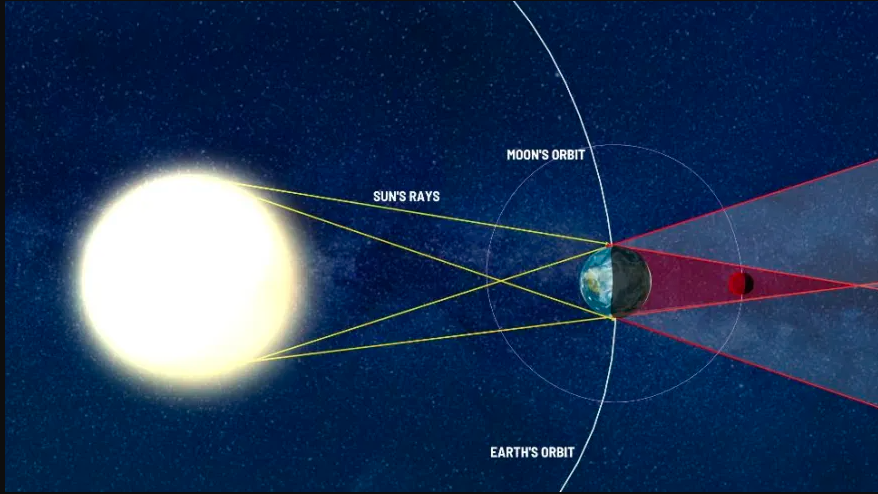 MOON'S ORBIT
SUN'S RAYS
EARTH'S ORBIT